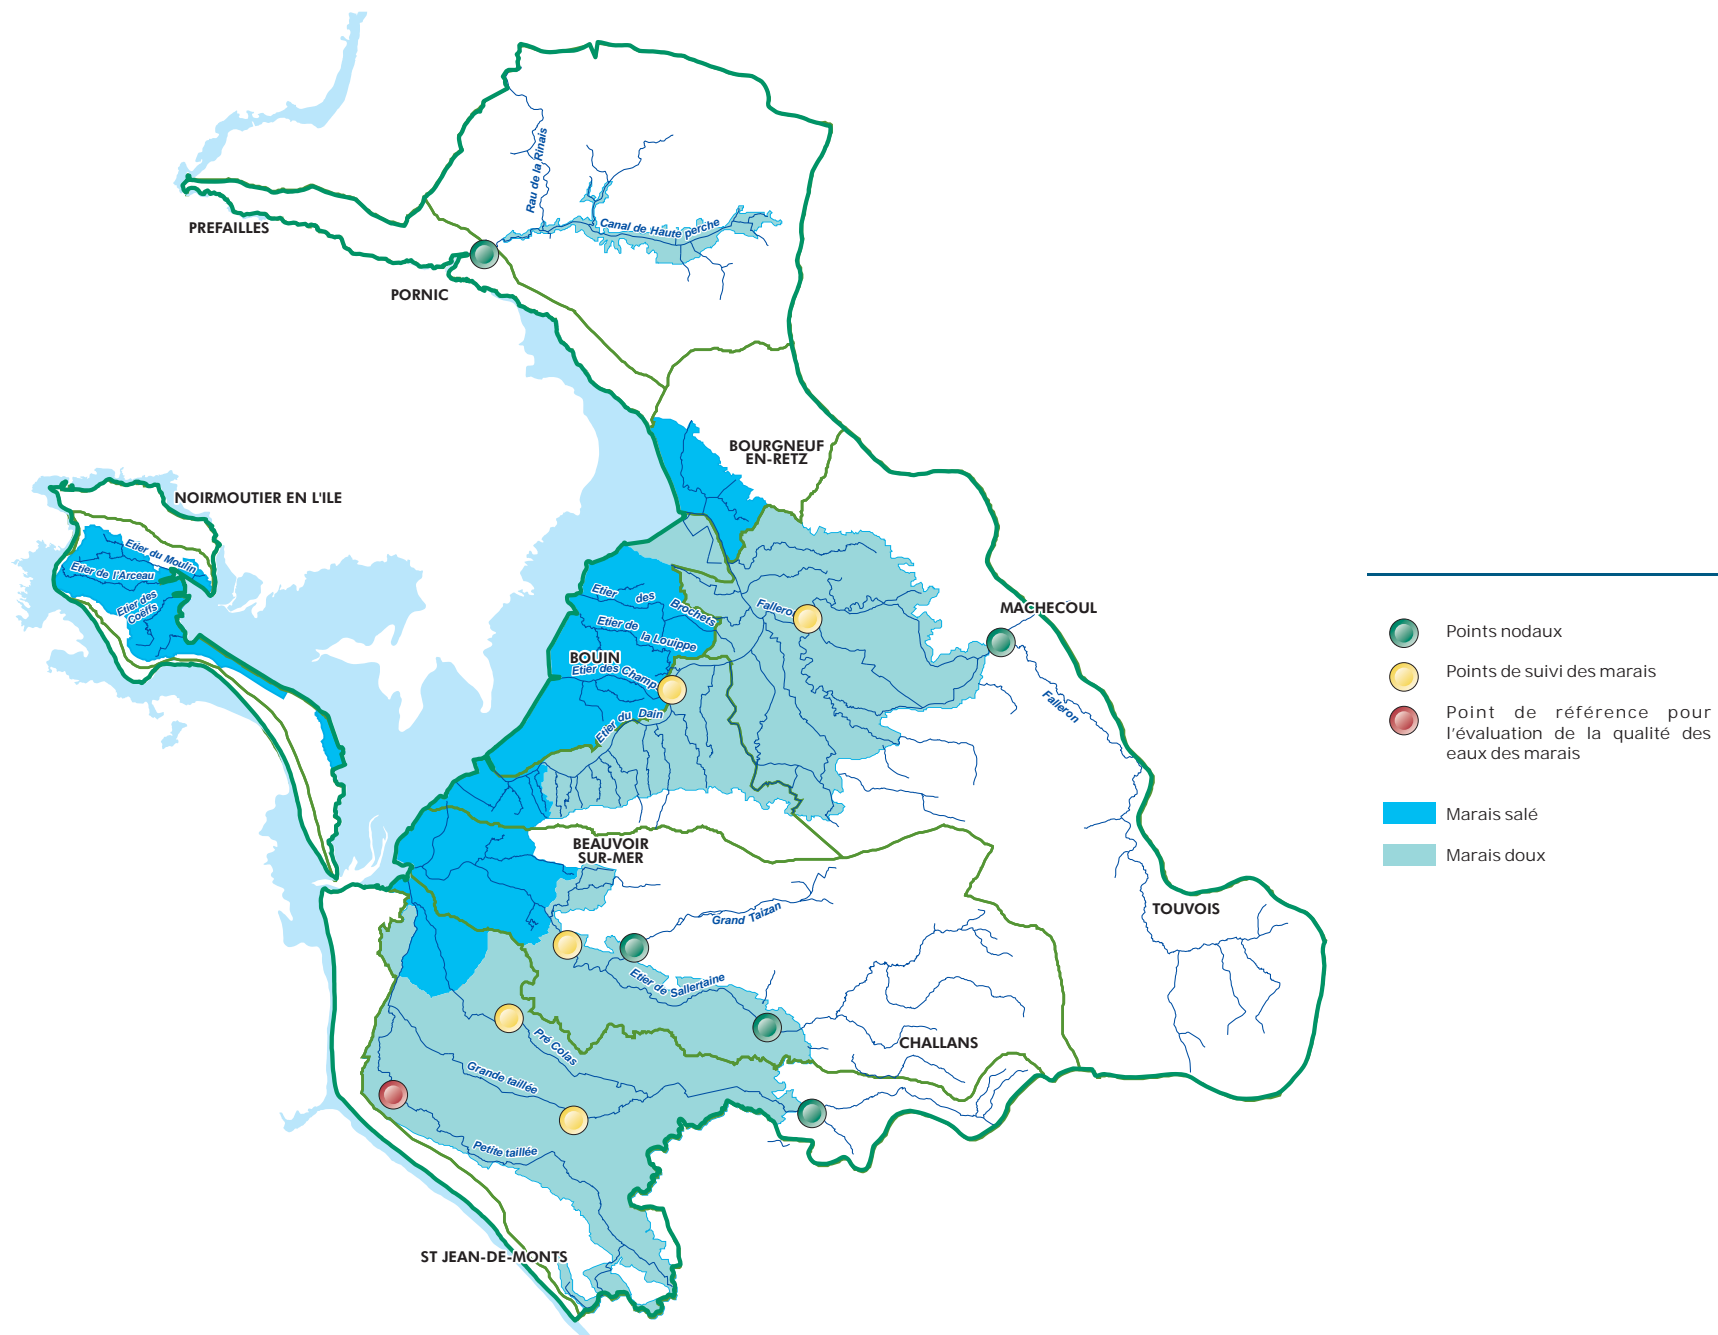 Rau de la Rinais
Canal de Haute perche
PREFAILLES
PORNIC
BOURGNEUF
EN-RETZ
NOIRMOUTIER EN L'ILE
Etier du Moulin
Etier de l'Arceau
Etier des
Coëffs
Etier des Brochets
Etier de la Louippe
BOUIN
Etier des Champ
Etier du Dain
Fallero
MACHECOUL
Falleron
BEAUVOIR
SUR-MER
Grand Taizan
TOUVOIS
Etier de Sallertaine
Pré Colas
CHALLANS
Grande taillée
Petite taillée
ST JEAN-DE-MONTS
Points nodaux
Points de suivi des marais
Point de référence pour
l'évaluation de la qualité des
eaux des marais
Marais salé
Marais doux